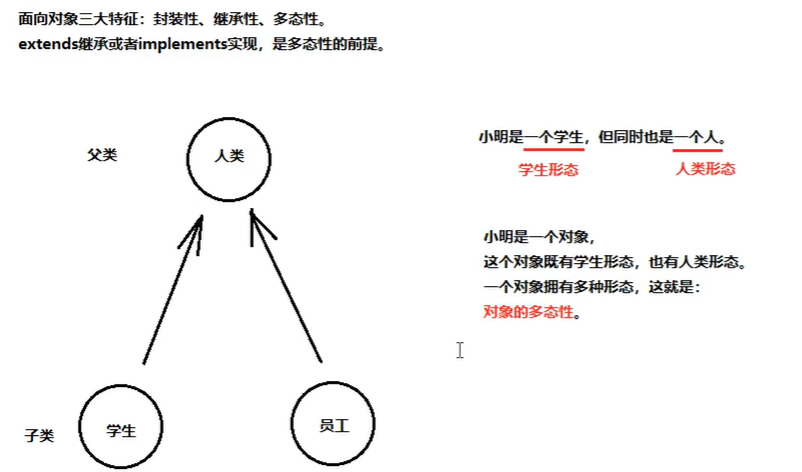 面向对象三大特征：封装性、继承性、多态性。
extends继承或者implements实现，是多态性的前提。
父类
人类
小明是一个学生，但同时也是一个人。
学生形态
人类形态
小明是一个对象，
这个对象既有学生形态，也有人类形态。
一个对象拥有多种形态，这就是：
对象的多态性。
子类
学生
员工